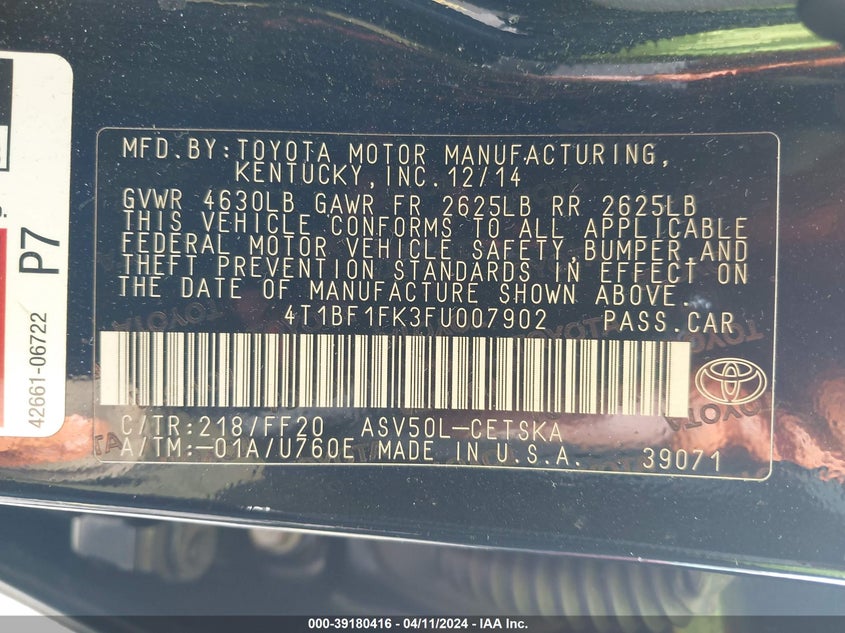 MFD.BY:TOYOTA MOTOR MANUFACTURING,
KENTUCKY,INC.12/14
GVWR 4630LB GAWR FR 2625LB RR 2625LB
THIS VEHICLE CONFORMS TO ALL APPLICABLE
FEDERAL MOTOR VEHICLE SAFETY,BUMPER,AND
THEFT PREVENTION STANDARDS IN EFFECT ON
THE DATE OF MANUFACTURE SHOWN ABOVE.
4T1BF1FK3FU007902 PASS.CAR
C/TR:218/FF20 ASV50L-CETSKA
A/TM:-01A/U760E MADE IN U.S.A. 39071
TOYOTA
P7
42661-06722
000-39180416 - 04/11/2024 - IAA Inc.